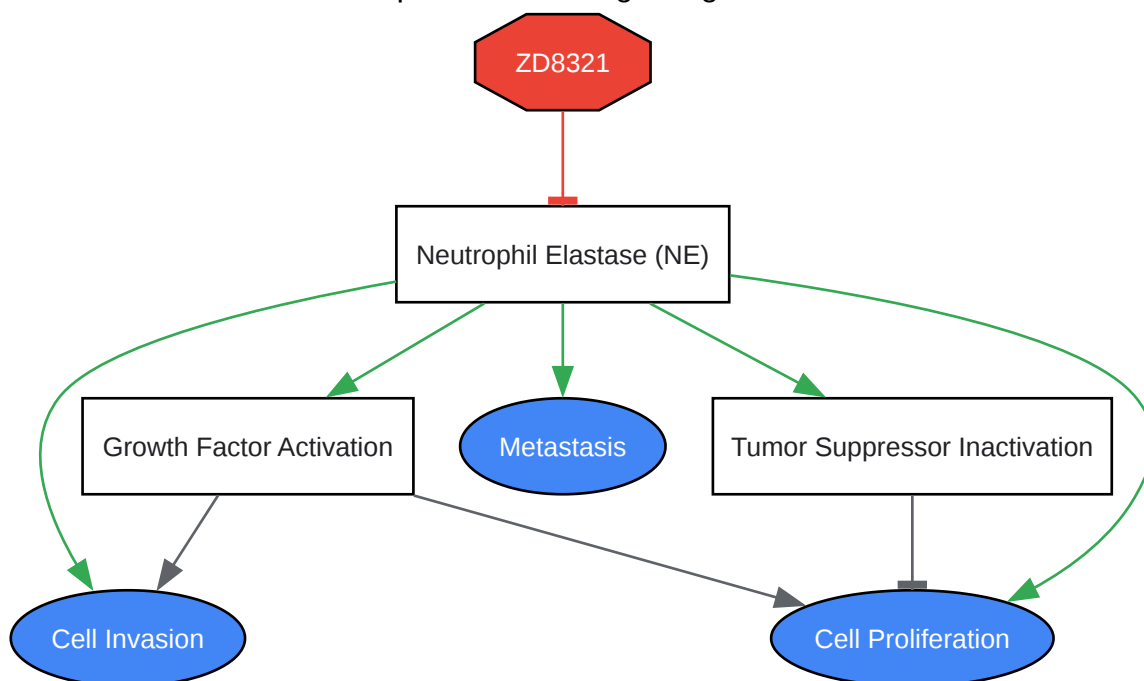 ZD8321
Neutrophil Elastase (NE)
Growth Factor Activation
Metastasis
Tumor Suppressor Inactivation
Cell Invasion
Cell Proliferation